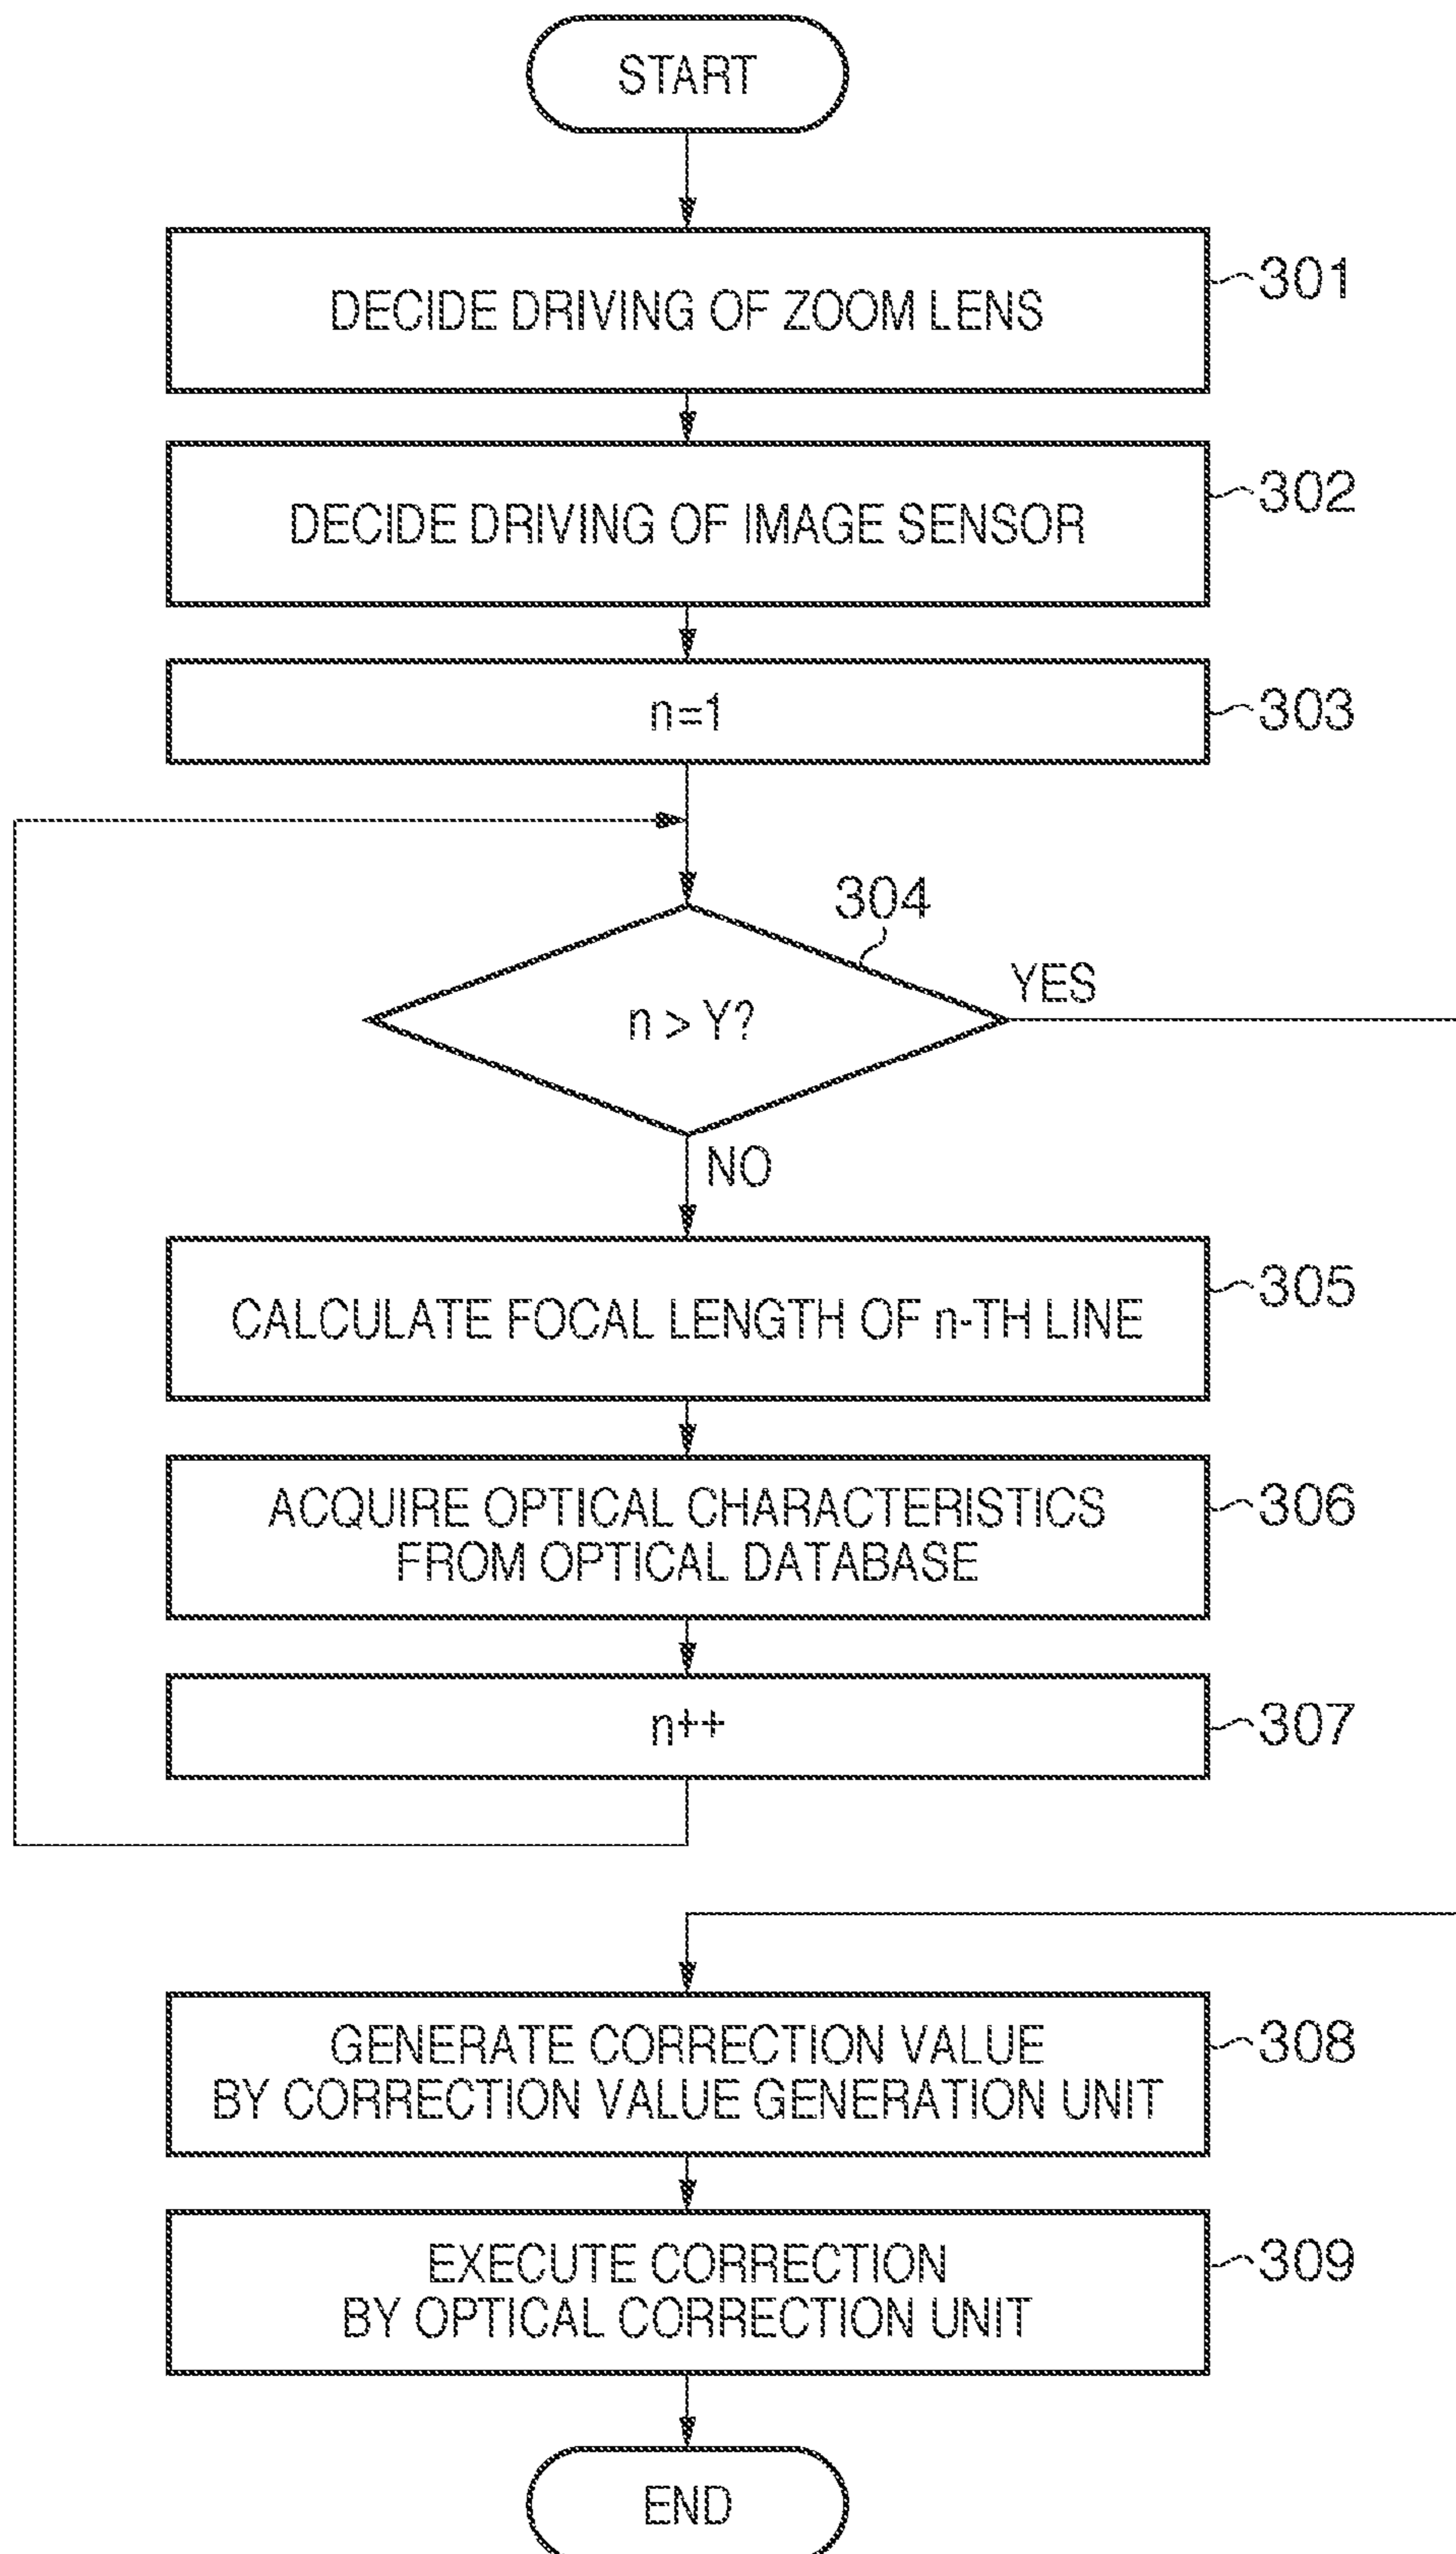 START
DECIDE DRIVING OF ZOOM LENS
301
DECIDE DRIVING OF IMAGE SENSOR
302
n=1
303
304
n > Y?
YES
NO
CALCULATE FOCAL LENGTH OF n-TH LINE
305
ACQUIRE OPTICAL CHARACTERISTICS
FROM OPTICAL DATABASE
306
n++
307
GENERATE CORRECTION VALUE
BY CORRECTION VALUE GENERATION UNIT
308
EXECUTE CORRECTION
BY OPTICAL CORRECTION UNIT
309
END